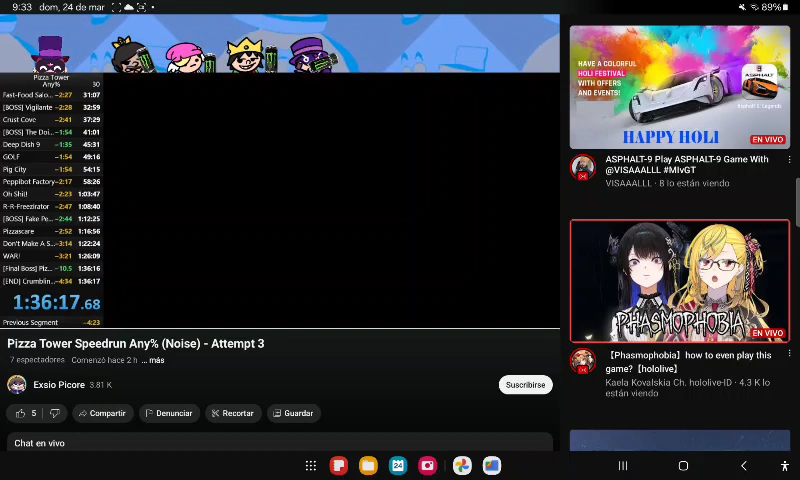 9:33 dom, 24 de mar
89%
Pizza Tower
Any% 30
Fast-Food Salo... −2:27 31:07
[BOSS] Vigilante −2:28 32:59
Crust Cove −2:41 37:29
[BOSS] The Doi... −1:54 41:01
Deep Dish 9 −1:35 45:31
GOLF −1:54 49:16
Pig City −1:54 54:15
Peppibot Factory −2:17 58:26
Oh Shit! −2:23 1:03:47
R-R-Freezirator −2:47 1:08:40
[BOSS] Fake Pe... −2:44 1:12:25
Pizzascare −2:52 1:16:56
Don't Make A S... −3:14 1:22:24
WAR! −3:21 1:26:09
[Final Boss] Piz... −10.5 1:36:16
[END] Crumblin... −4:34 1:36:17
1:36:17.68
Previous Segment −4:23
Pizza Tower Speedrun Any% (Noise) - Attempt 3
7 espectadores Comenzó hace 2 h ... más
Exsio Picore 3.81 K
Suscribirse
5 Compartir Denunciar Recortar Guardar
Chat en vivo
HAVE A COLORFUL
HOLI FESTIVAL
WITH OFFERS
AND EVENTS!
HAPPY HOLI
EN VIVO
ASPHALT-9 Play ASPHALT-9 Game With
@VISAAALLL #MIvGT
VISAAALLL · 8 lo están viendo
PHASMOPHOBIA
EN VIVO
【Phasmophobia】how to even play this
game?【hololive】
Kaela Kovalskia Ch. hololive-ID · 4.3 K lo
están viendo
24